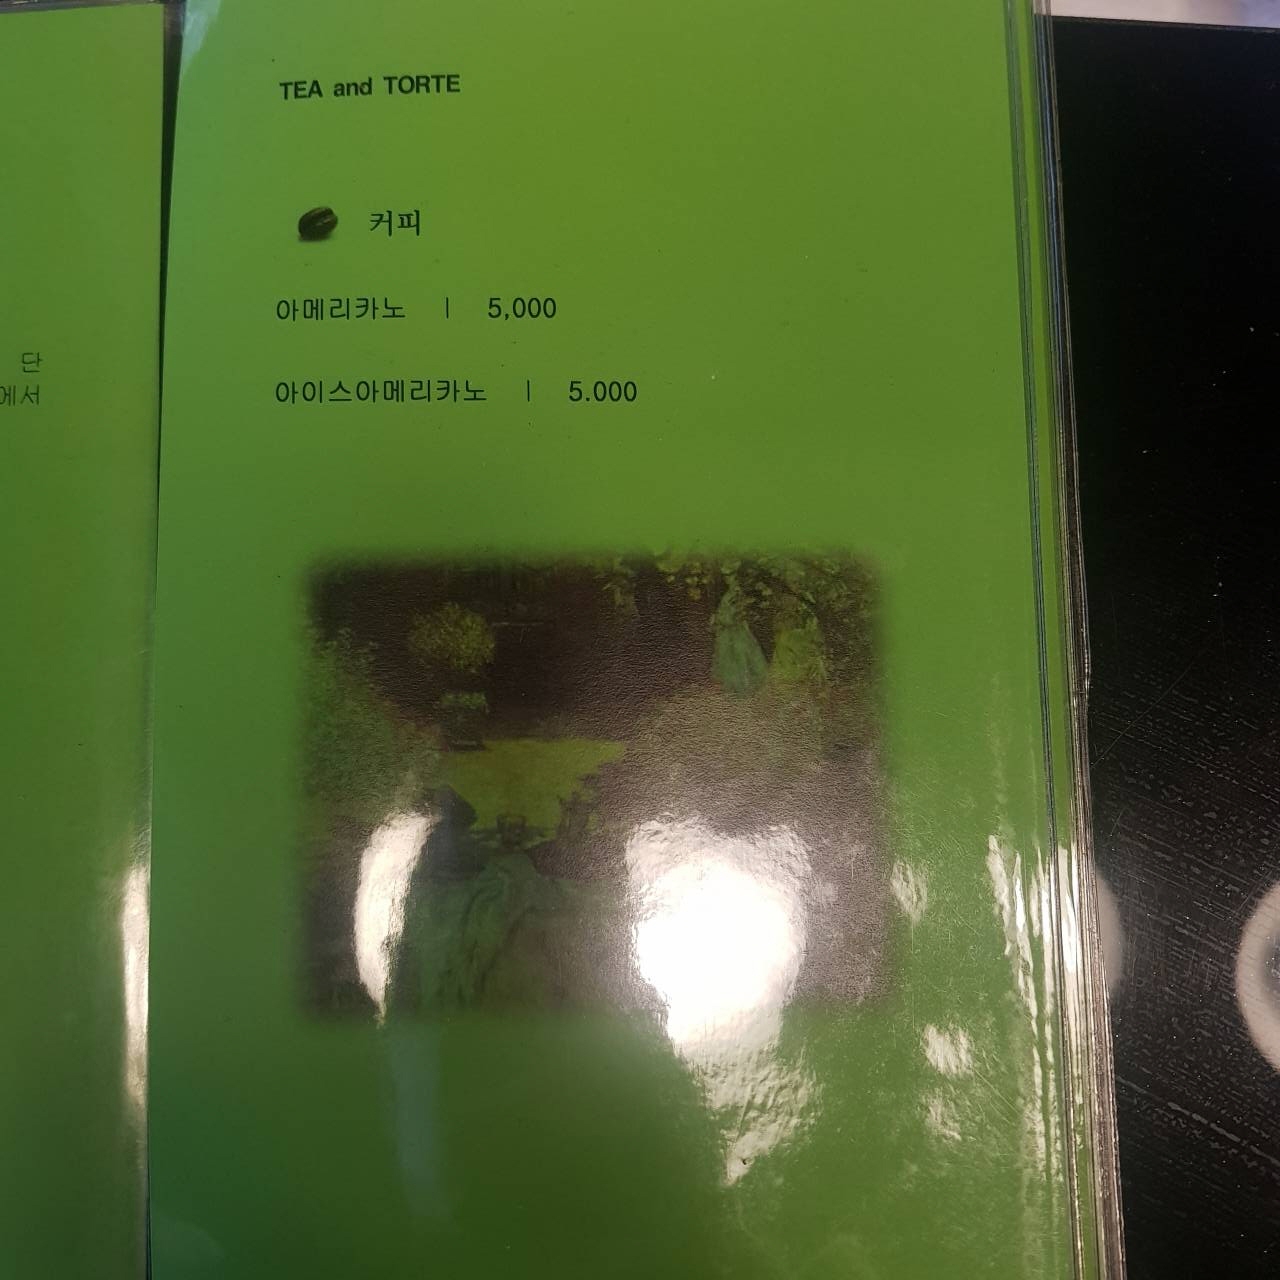 TEA and TORTE
커피
아메리카노 | 5,000
아이스아메리카노 | 5.000
단
에서